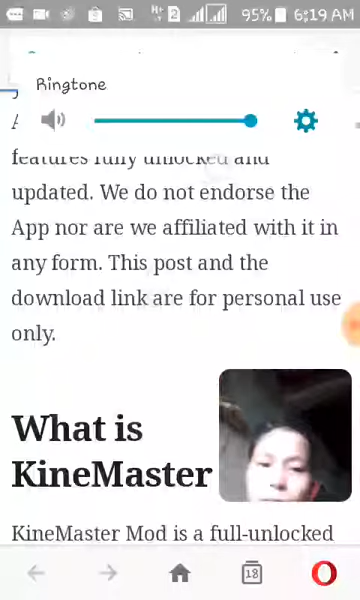 95% 6:19 AM
Ringtone
features fully unlocked and
updated. We do not endorse the
App nor are we affiliated with it in
any form. This post and the
download link are for personal use
only.
What is
KineMaster
KineMaster Mod is a full-unlocked
18